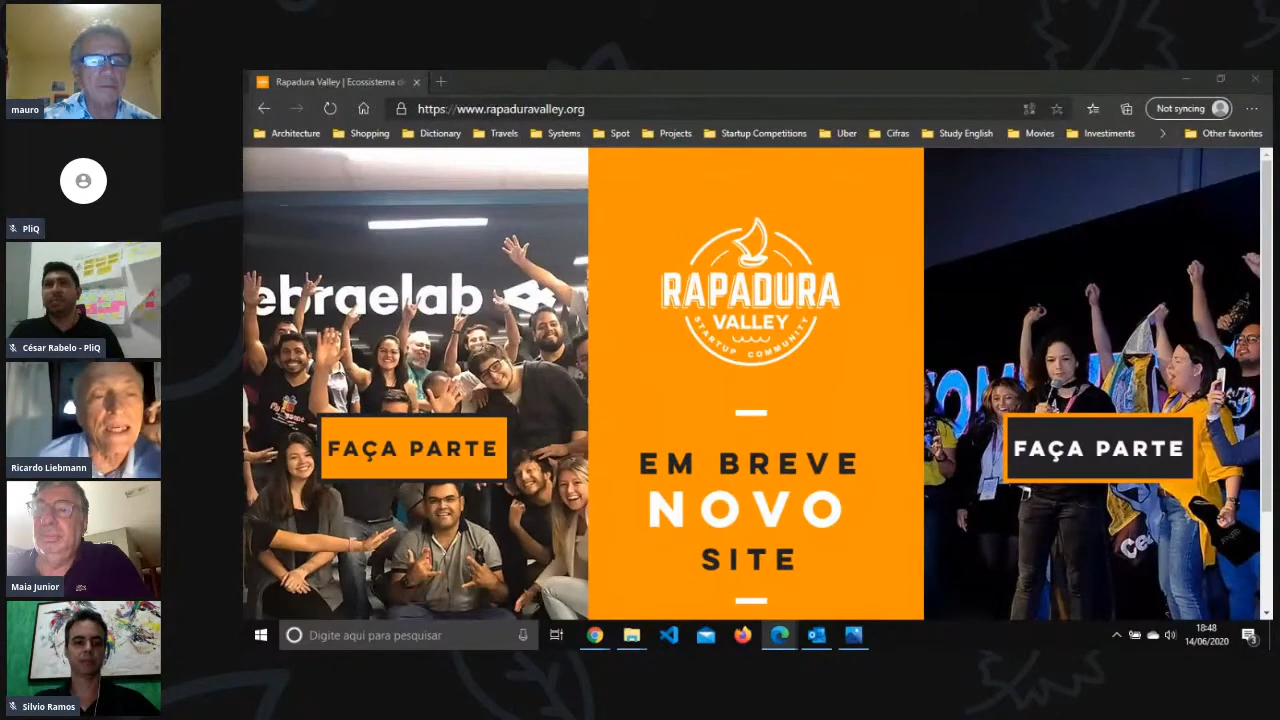 mauro
PliQ
César Rabelo - PliQ
Ricardo Liebmann
Maia Junior
Silvio Ramos
Rapadura Valley | Ecossistema d
https://www.rapaduravalley.org
Not syncing
Architecture
Shopping
Dictionary
Travels
Systems
Spot
Projects
Startup Competitions
Uber
Cifras
Study English
Movies
Investiments
Other favorites
ebraelab
FAÇA PARTE
RAPADURA
VALLEY
STARTUP COMMUNITY
EM BREVE
NOVO
SITE
FAÇA PARTE
Digite aqui para pesquisar
18:48
14/06/2020
3